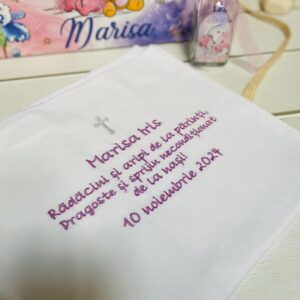 Marisa
Marisa Iris
Rădăcini și aripi de la părinți,
Dragoste și sprijin necondiționat
de la nași!
10 noiembrie 2024